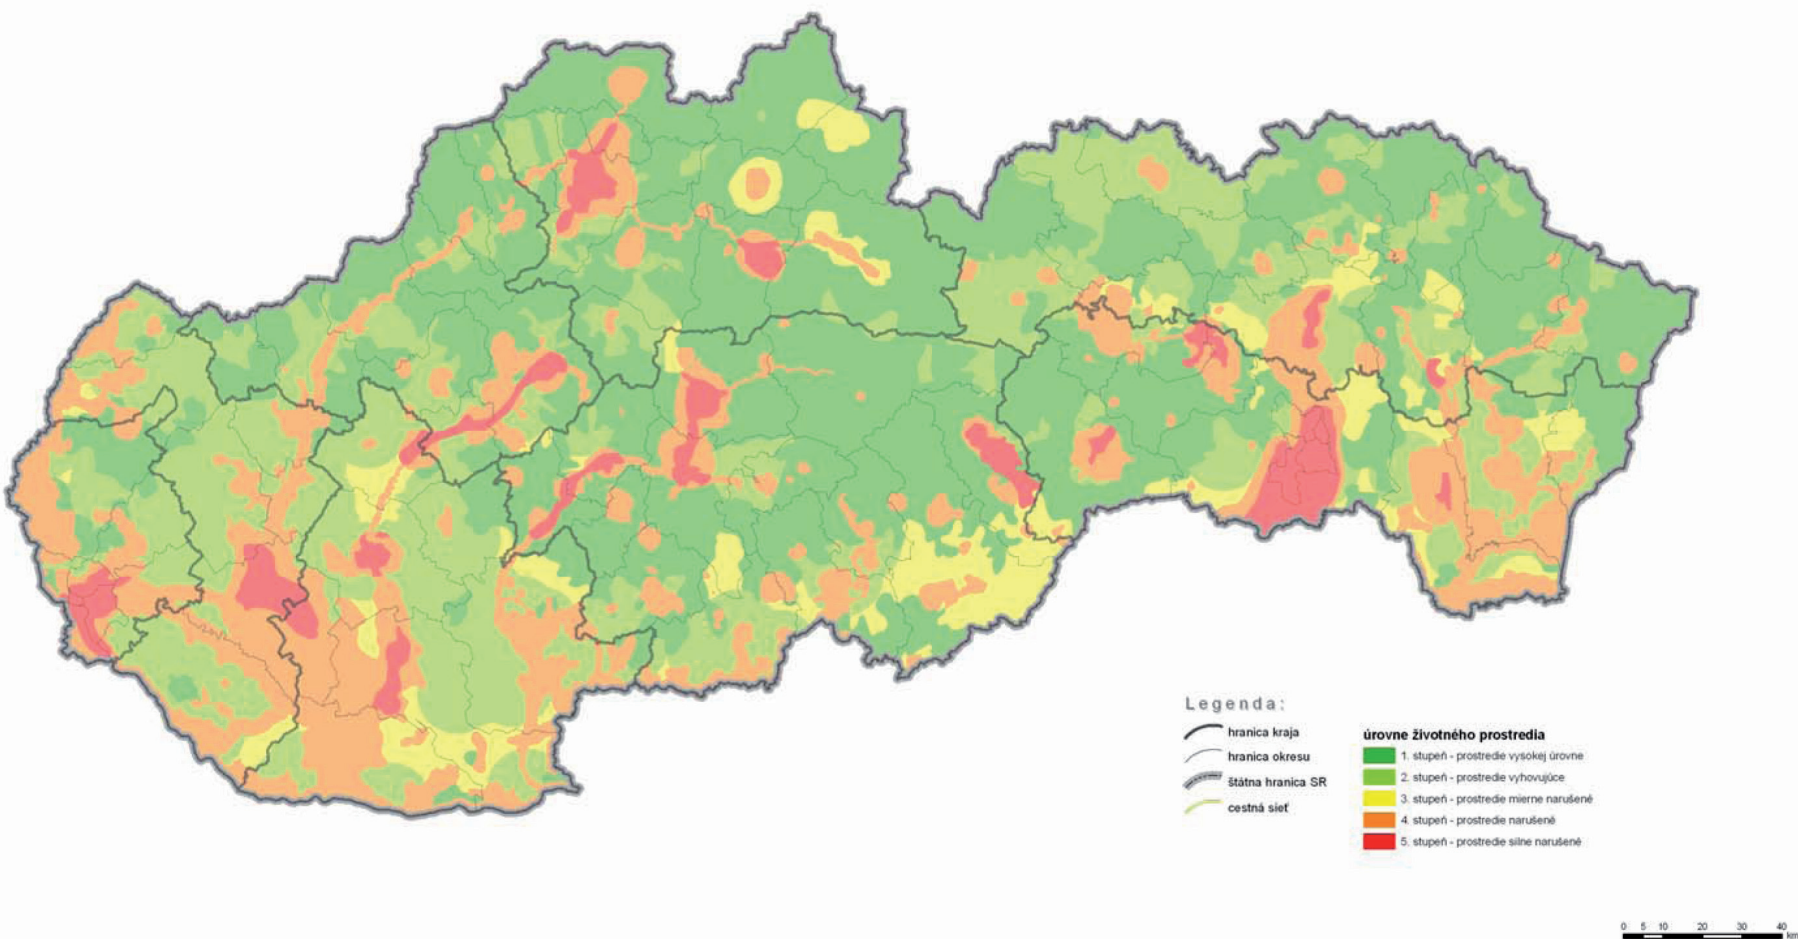 Legenda:
hranica kraja
hranica okresu
štátna hranica SR
cestná sieť
úrovne životného prostredia
1. stupeň - prostredie vysokej úrovne
2. stupeň - prostredie vyhovujúce
3. stupeň - prostredie mierne narušené
4. stupeň - prostredie narušené
5. stupeň - prostredie silne narušené
0 5 10 20 30 40
km